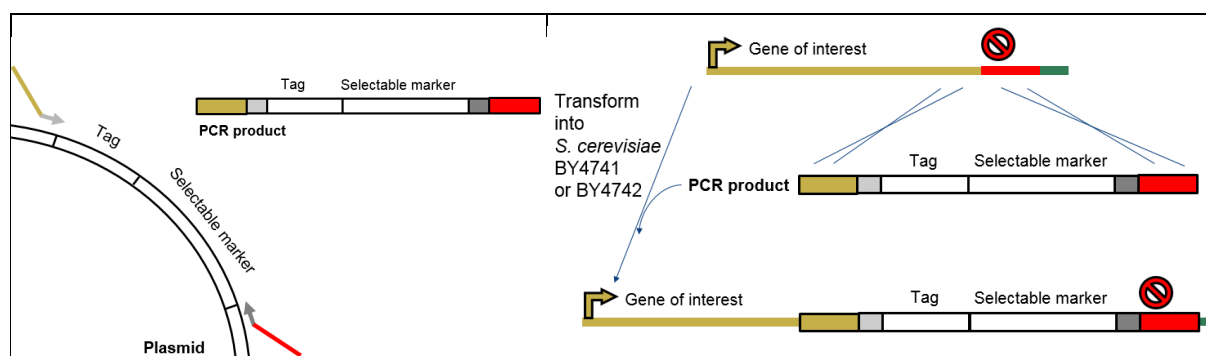 Tag
Selectable marker
PCR product
Tag
Selectable marker
Plasmid
Gene of interest
Transform
into
S. cerevisiae
BY4741
or BY4742
Tag
Selectable marker
PCR product
Gene of interest
Tag
Selectable marker